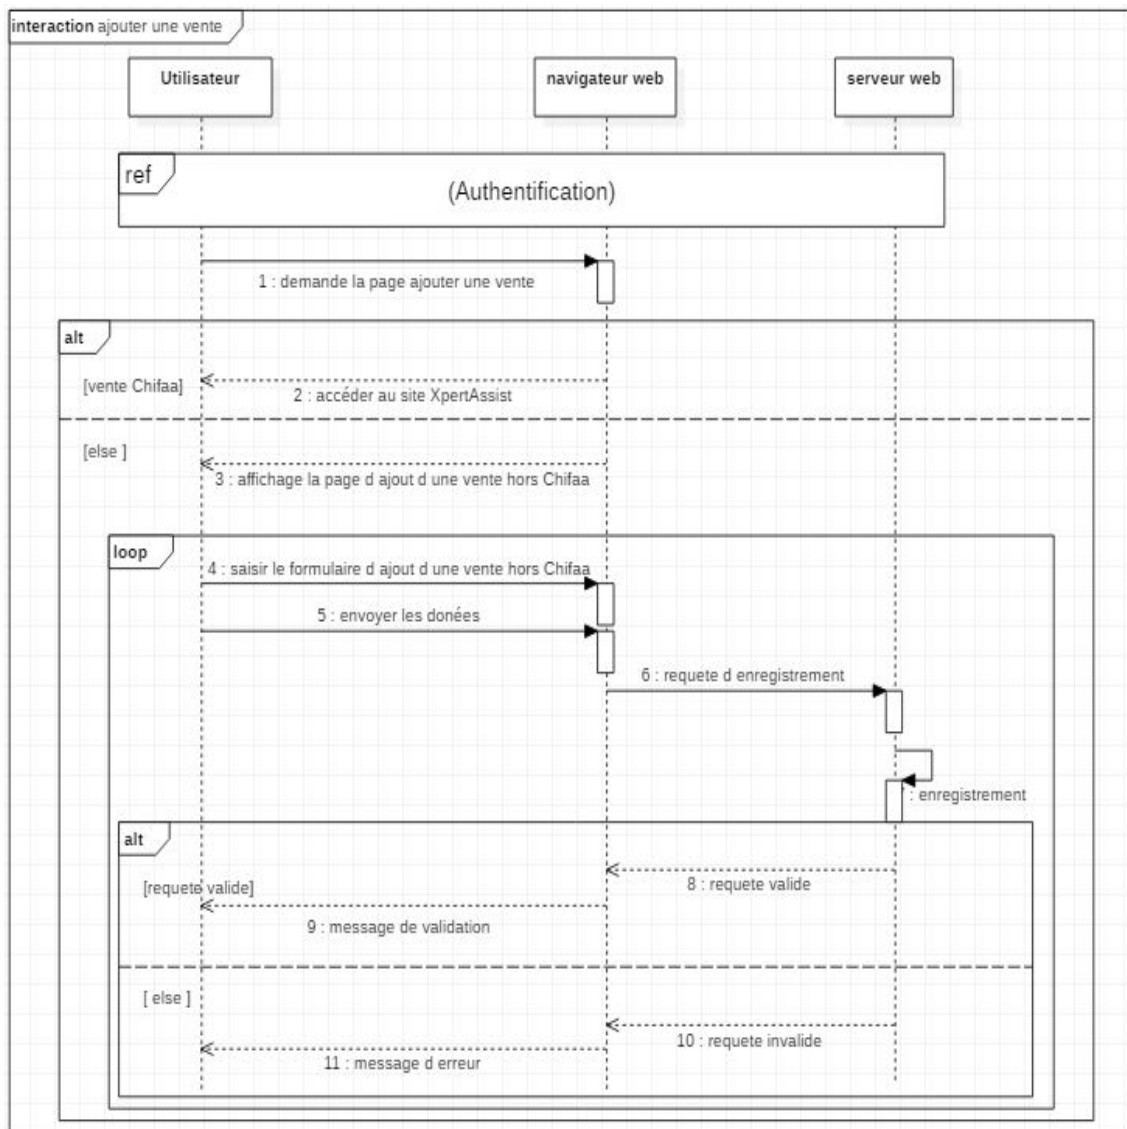 interaction ajouter une vente
Utilisateur
navigateur web
serveur web
ref
(Authentification)
1 : demande la page ajouter une vente
alt
[vente Chifaa]
2 : accéder au site XpertAssist
[else ]
3 : affichage la page d ajout d une vente hors Chifaa
loop
4 : saisir le formulaire d ajout d une vente hors Chifaa
5 : envoyer les donées
6 : requete d enregistrement
: enregistrement
alt
[requete valide]
8 : requete valide
9 : message de validation
[ else ]
10 : requete invalide
11 : message d erreur